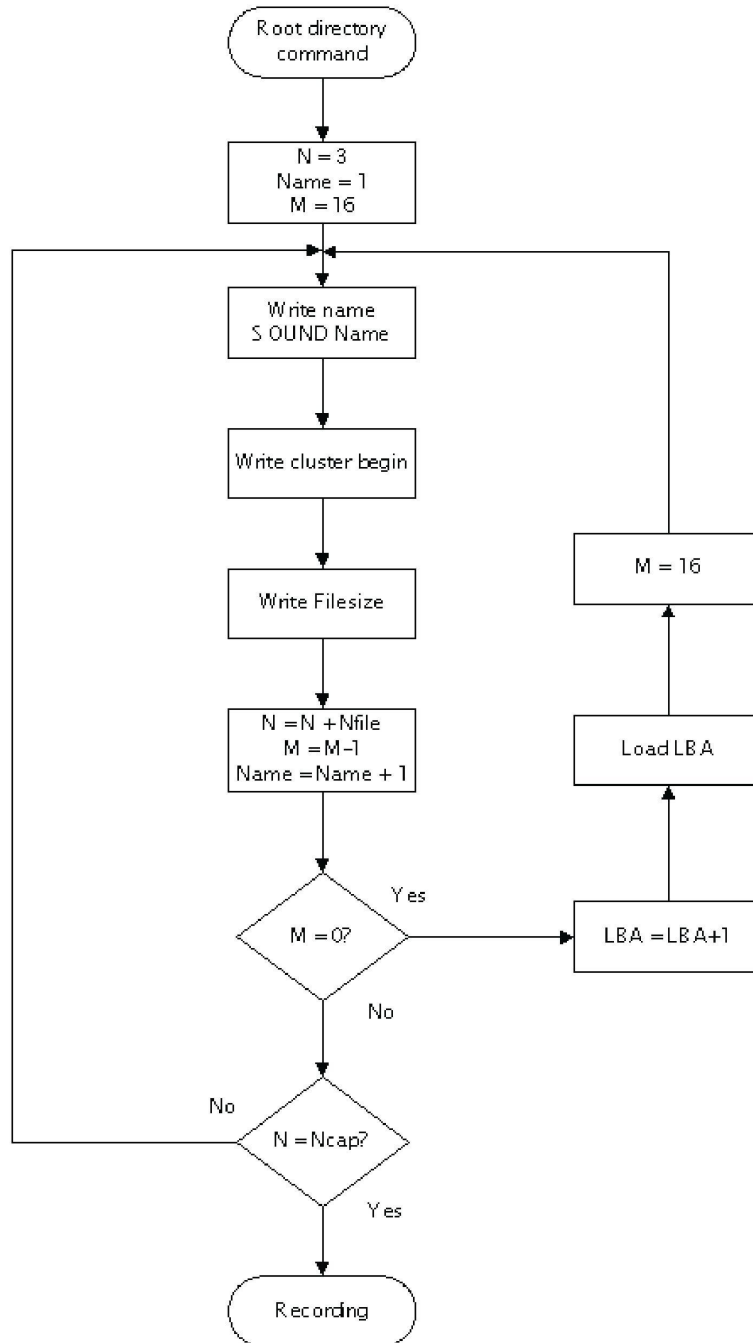 Root directory
command
N = 3
Name = 1
M = 16
Write name
SOUND Name
Write cluster begin
Write Filesize
N = N + Nfile
M = M-1
Name = Name + 1
M = 0?
Yes
No
LBA = LBA+1
Load LBA
M = 16
N = Ncap?
No
Yes
Recording